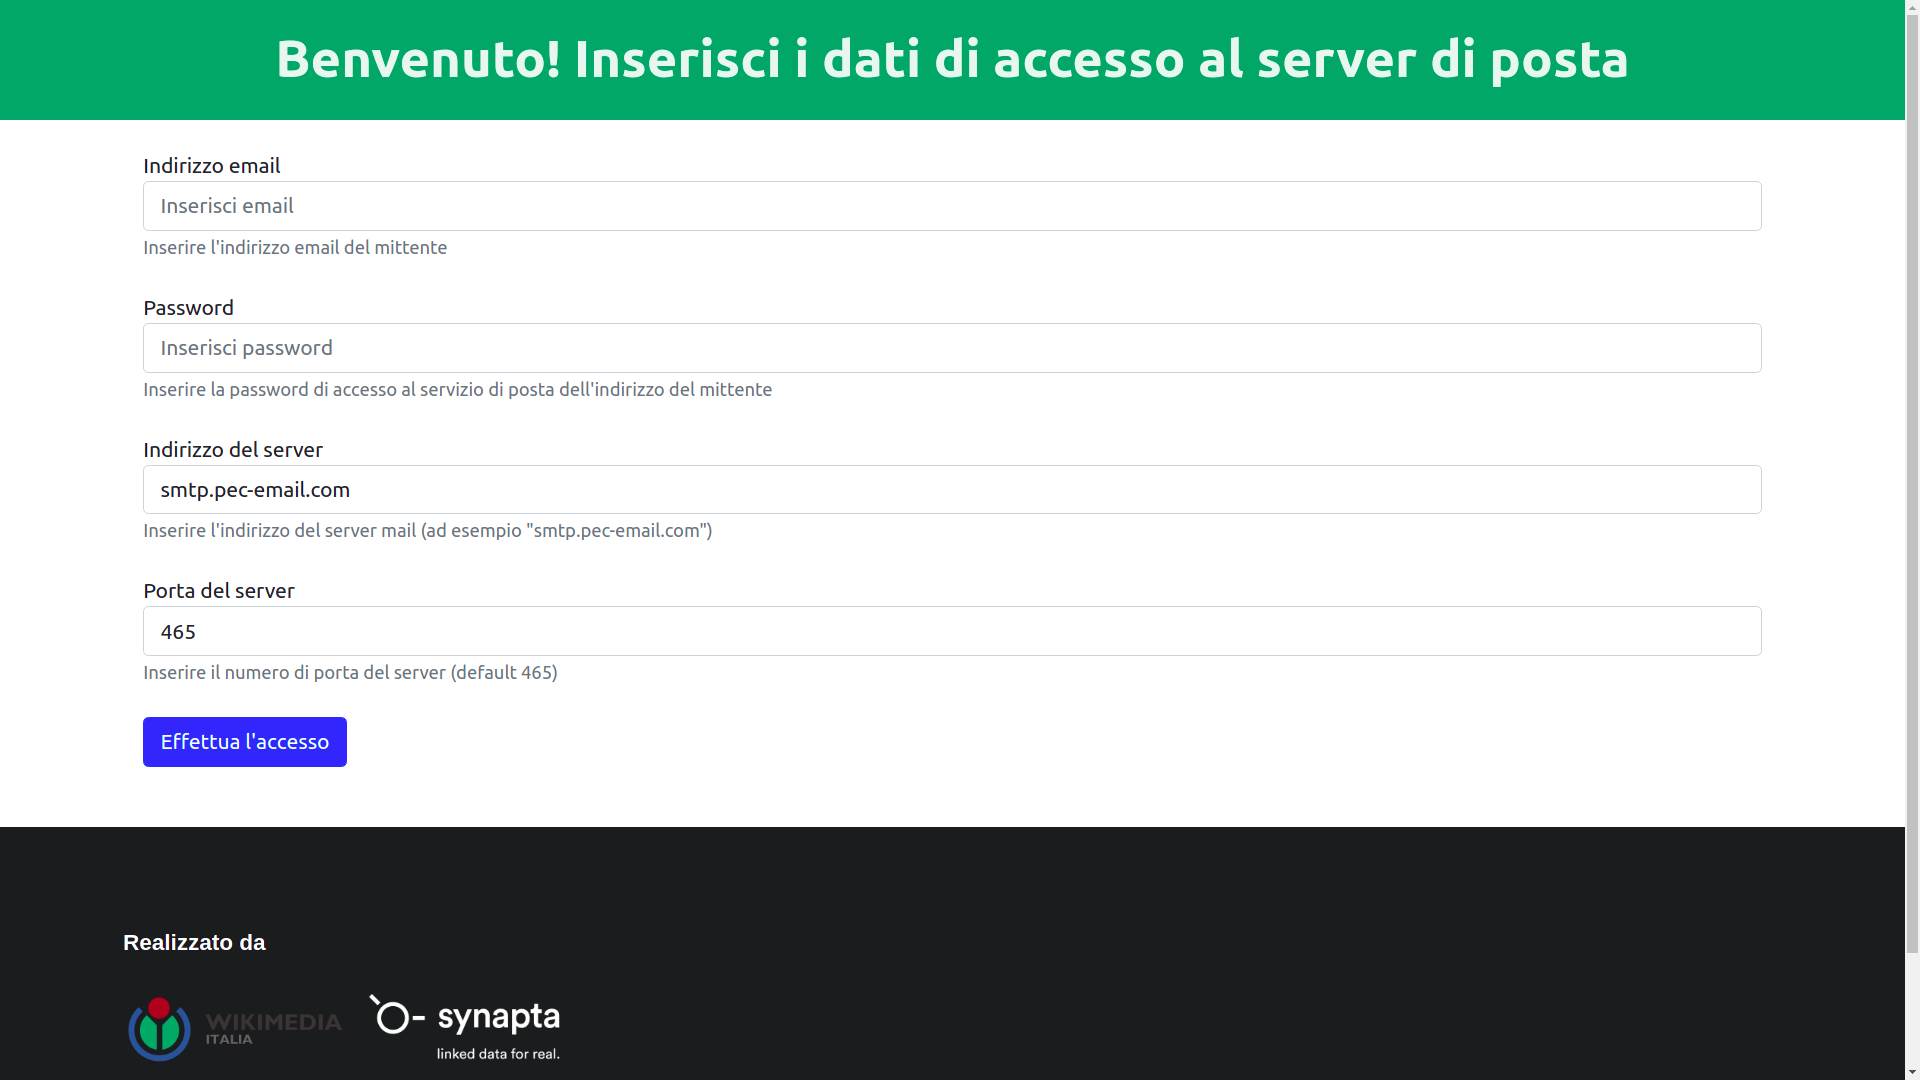 Benvenuto! Inserisci i dati di accesso al server di posta
Indirizzo email
Inserisci email
Inserire l'indirizzo email del mittente
Password
Inserisci password
Inserire la password di accesso al servizio di posta dell'indirizzo del mittente
Indirizzo del server
smtp.pec-email.com
Inserire l'indirizzo del server mail (ad esempio "smtp.pec-email.com")
Porta del server
465
Inserire il numero di porta del server (default 465)
Effettua l'accesso
Realizzato da
WIKIMEDIA
ITALIA
synapta
linked data for real.